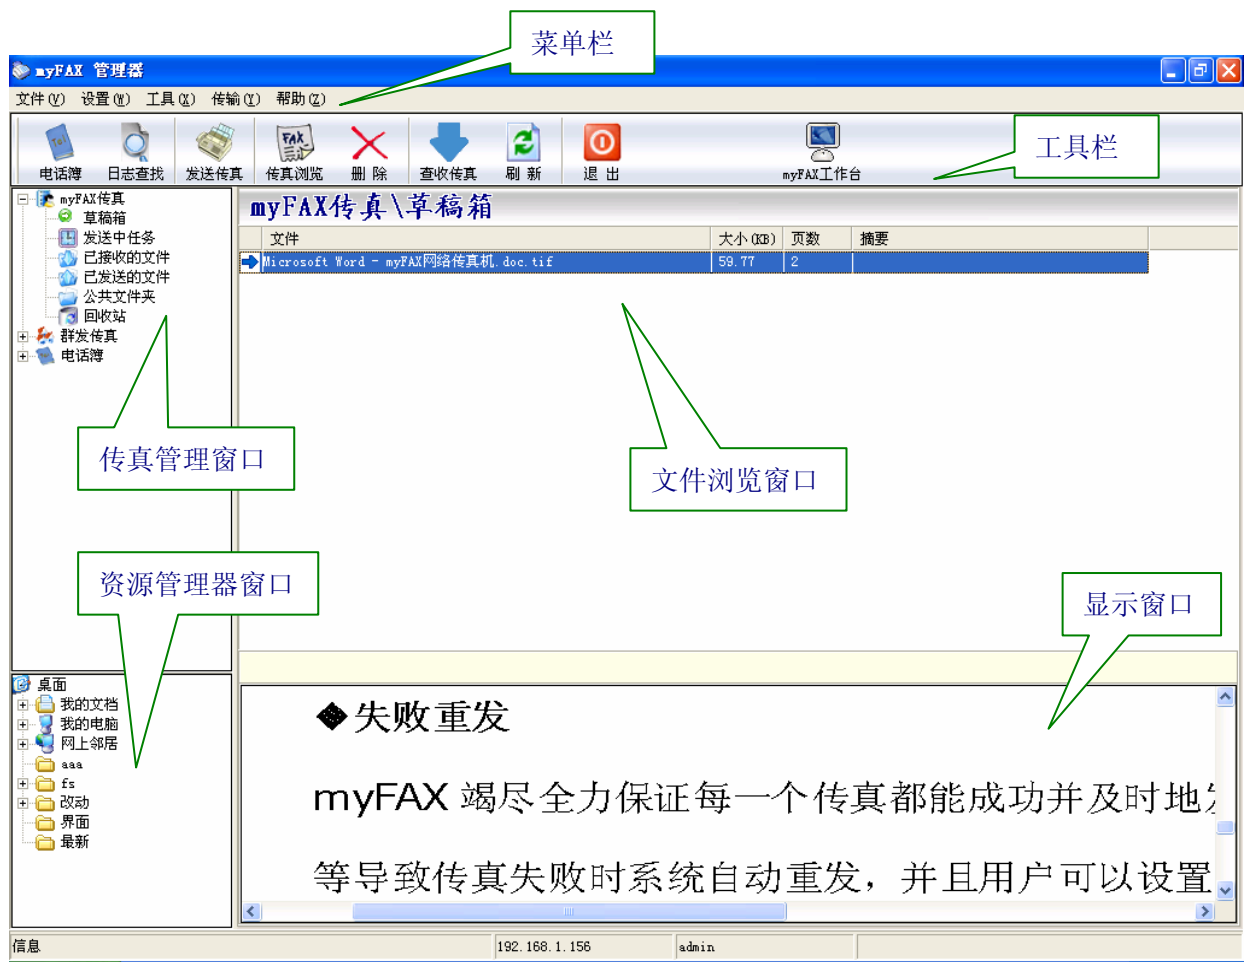 菜单栏
myFAX 管理器
文件(V) 设置(W) 工具(X) 传输(Y) 帮助(Z)
工具栏
电话簿 日志查找 发送传真 传真浏览 删 除 查收传真 刷 新 退 出 myFAX工作台
myFAX传真
草稿箱
发送中任务
已接收的文件
已发送的文件
公共文件夹
回收站
群发传真
电话簿
myFAX传真\草稿箱
文件 大小(KB) 页数 摘要
Microsoft Word - myFAX网络传真机.doc.tif 59.77 2
传真管理窗口
文件浏览窗口
资源管理器窗口
显示窗口
桌面
我的文档
我的电脑
网上邻居
aaa
fs
改动
界面
最新
◆失败重发
myFAX 竭尽全力保证每一个传真都能成功并及时地
等导致传真失败时系统自动重发，并且用户可以设置
信息 192.168.1.156 admin